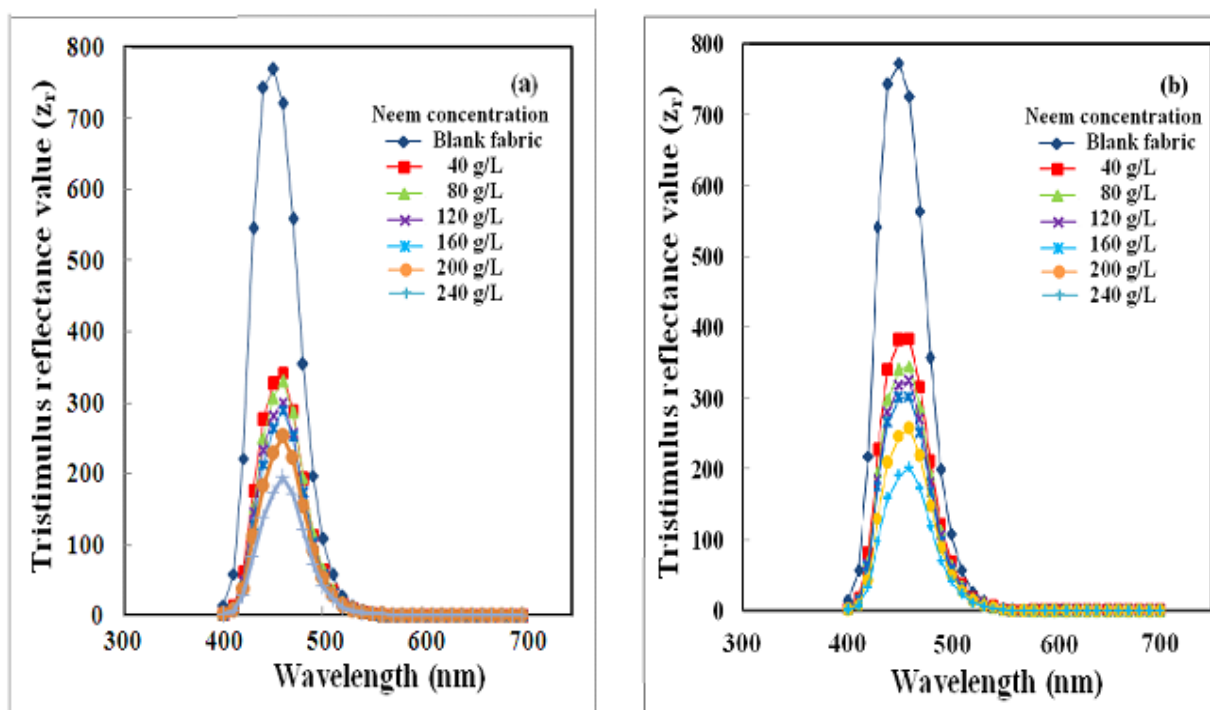 (a)
Neem concentration
Blank fabric
40 g/L
80 g/L
120 g/L
160 g/L
200 g/L
240 g/L
Tristimulus reflectance value (zr)
800
700
600
500
400
300
200
100
0
300 400 500 600 700
Wavelength (nm)
(b)
Neem concentration
Blank fabric
40 g/L
80 g/L
120 g/L
160 g/L
200 g/L
240 g/L
Tristimulus reflectance value (zr)
800
700
600
500
400
300
200
100
0
300 400 500 600 700
Wavelength (nm)